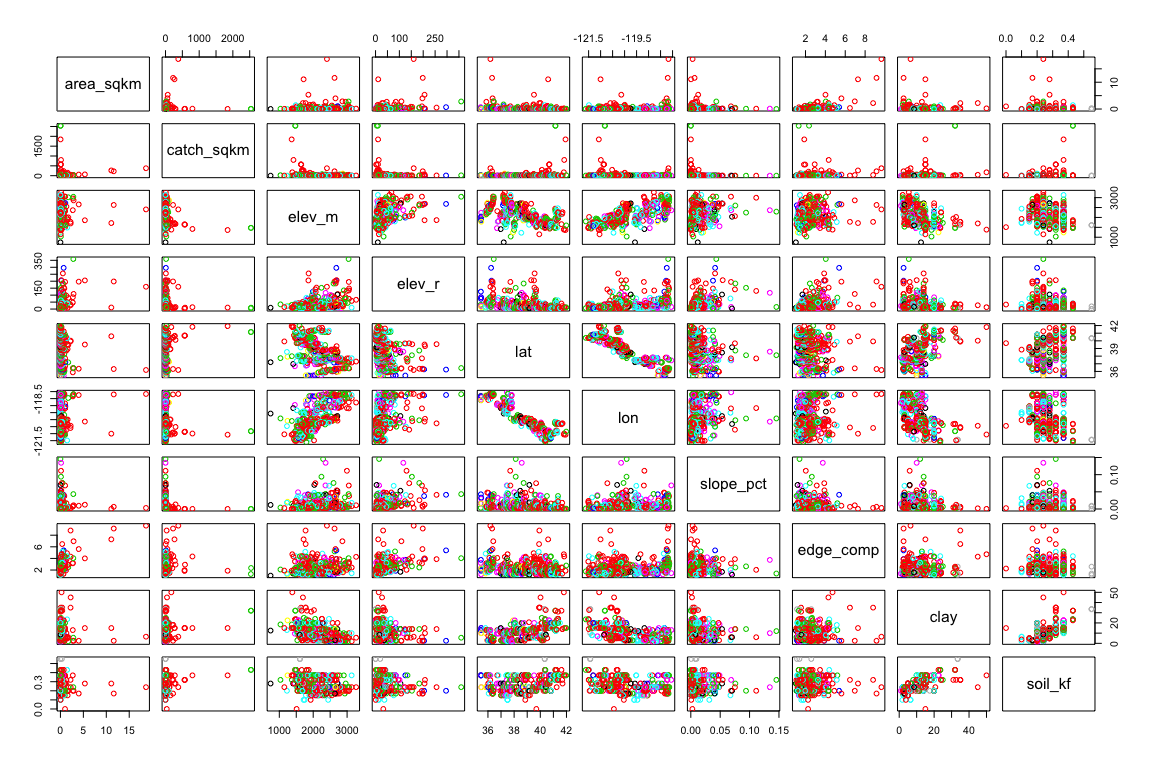 0 1000 2000 0 100 250 -121.5 -119.5 2 4 6 8 0.0 0.2 0.4
area_sqkm 0 10
0 1500 catch_sqkm
elev_m 1000 3000
0 150 350 elev_r
lat 36 39 42
-121.5 -118.5 lon
slope_pct 0.00 0.10
2 6 edge_comp
clay 0 20 50
0.0 0.3 soil_kf
0 5 10 15 1000 2000 3000 36 38 40 42 0.00 0.05 0.10 0.15 0 20 40